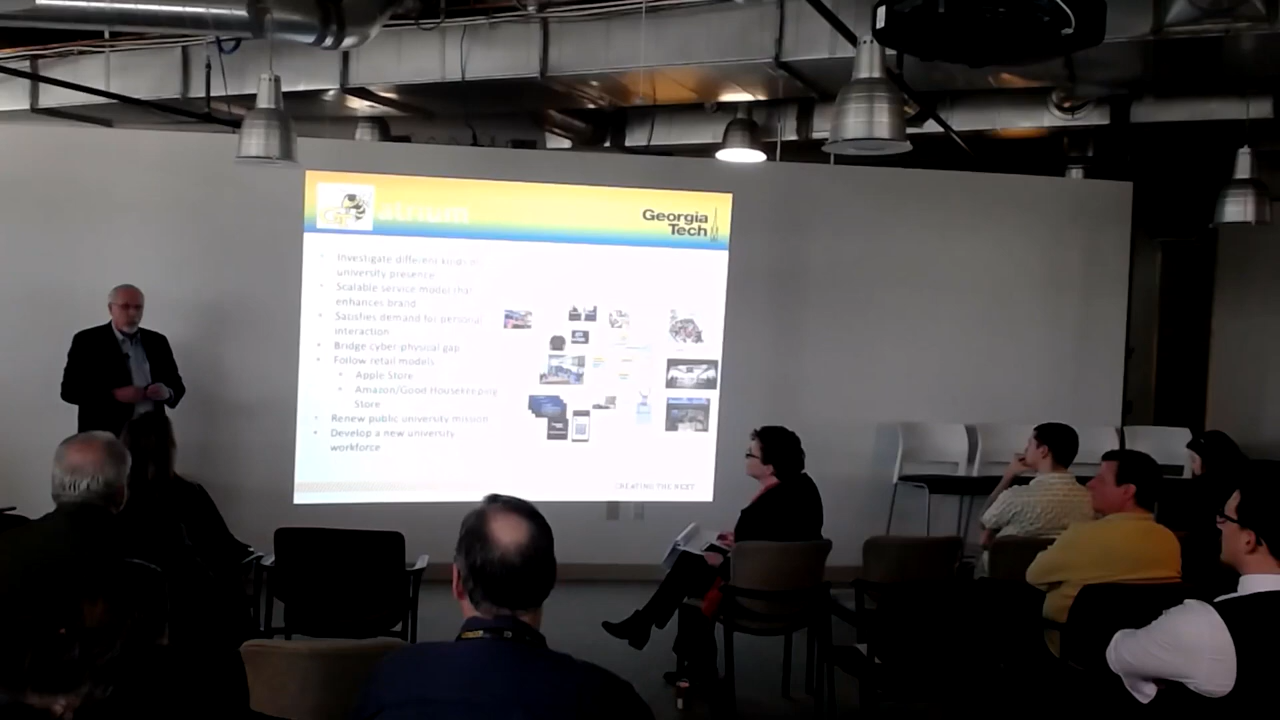 atrium
Georgia
Tech
Investigate different kinds of
university presence
Scalable service model that
enhances brand
Satisfies demand for personal
interaction
Bridge cyber-physical gap
Follow retail models
Apple Store
Amazon/Good Housekeeping
Store
Renew public university mission
Develop a new university
workforce
CREATING THE NEXT